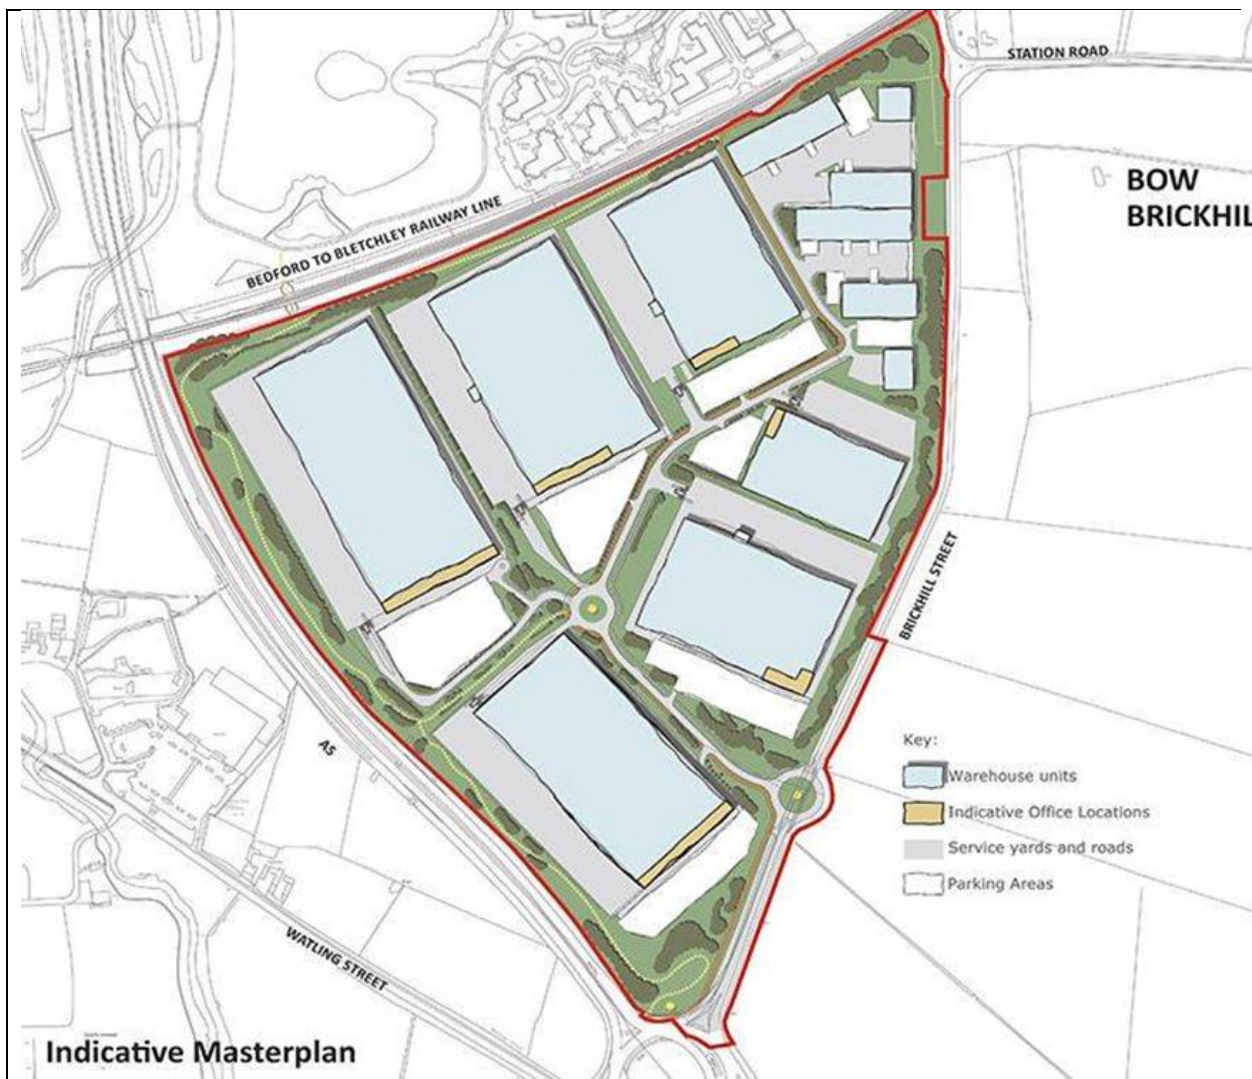 STATION ROAD
BOW
BRICKHIL
BEDFORD TO BLETCHLEY RAILWAY LINE
BRICKHILL STREET
A5
WATLING STREET
Key:
Warehouse units
Indicative Office Locations
Service yards and roads
Parking Areas
Indicative Masterplan